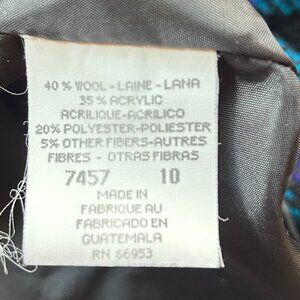 40 % WOOL - LAINE - LANA
35 % ACRYLIC
ACRILIQUE - ACRILICO
20% POLYESTER-POLIESTER
5% OTHER FIBERS-AUTRES
FIBRES - OTRAS FIBRAS
7457 10
MADE IN
FABRIQUE AU
FABRICADO EN
GUATEMALA
RN 66953